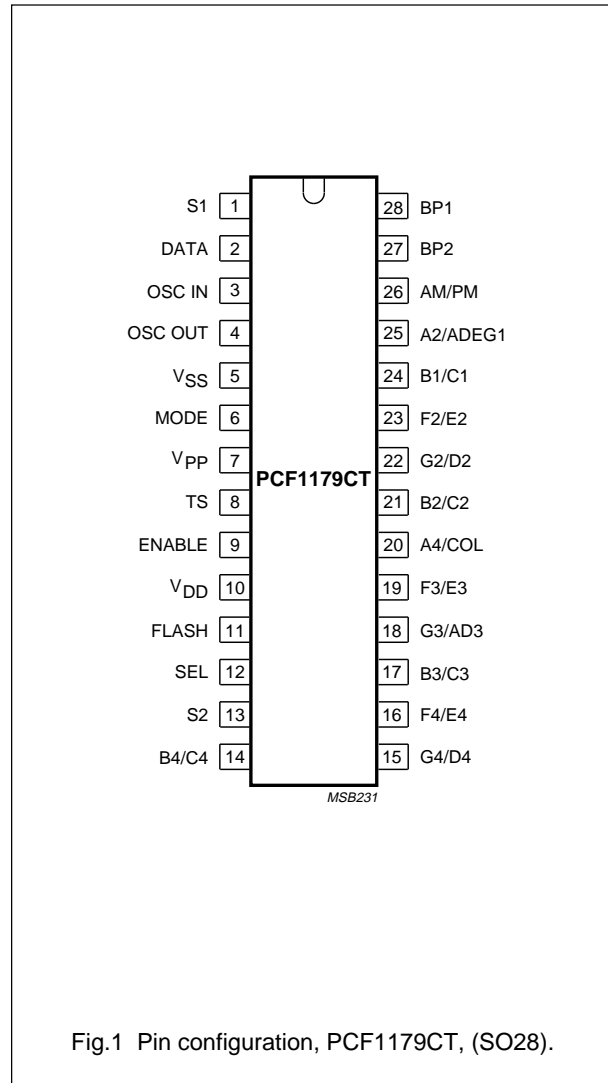 S1 1 28 BP1
DATA 2 27 BP2
OSC IN 3 26 AM/PM
OSC OUT 4 25 A2/ADEG1
VSS 5 24 B1/C1
MODE 6 23 F2/E2
VPP 7 22 G2/D2
PCF1179CT
TS 8 21 B2/C2
ENABLE 9 20 A4/COL
VDD 10 19 F3/E3
FLASH 11 18 G3/AD3
SEL 12 17 B3/C3
S2 13 16 F4/E4
B4/C4 14 15 G4/D4
MSB231
Fig.1 Pin configuration, PCF1179CT, (SO28).